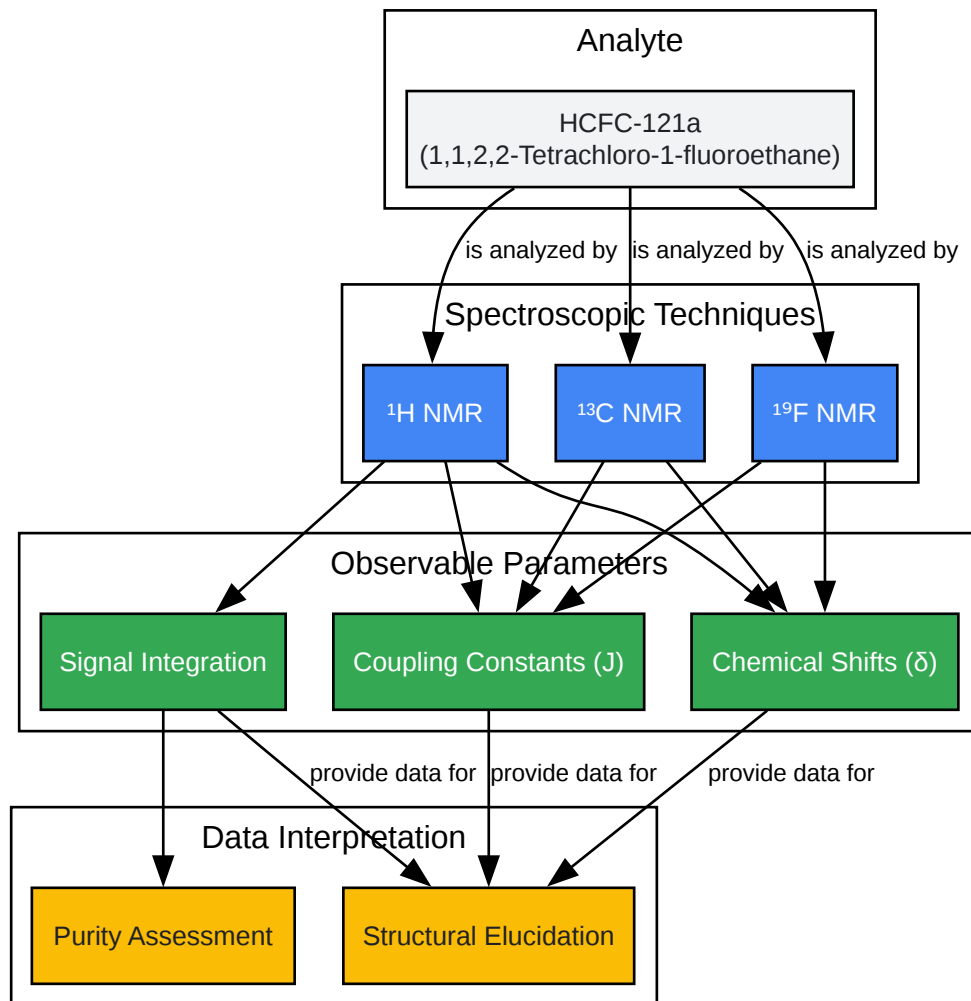 Analyte
HCFC-121a
(1,1,2,2-Tetrachloro-1-fluoroethane)
is analyzed by
is analyzed by
is analyzed by
Spectroscopic Techniques
¹H NMR
¹³C NMR
¹⁹F NMR
Observable Parameters
Signal Integration
Coupling Constants (J)
Chemical Shifts (δ)
provide data for
provide data for
provide data for
Data Interpretation
Purity Assessment
Structural Elucidation